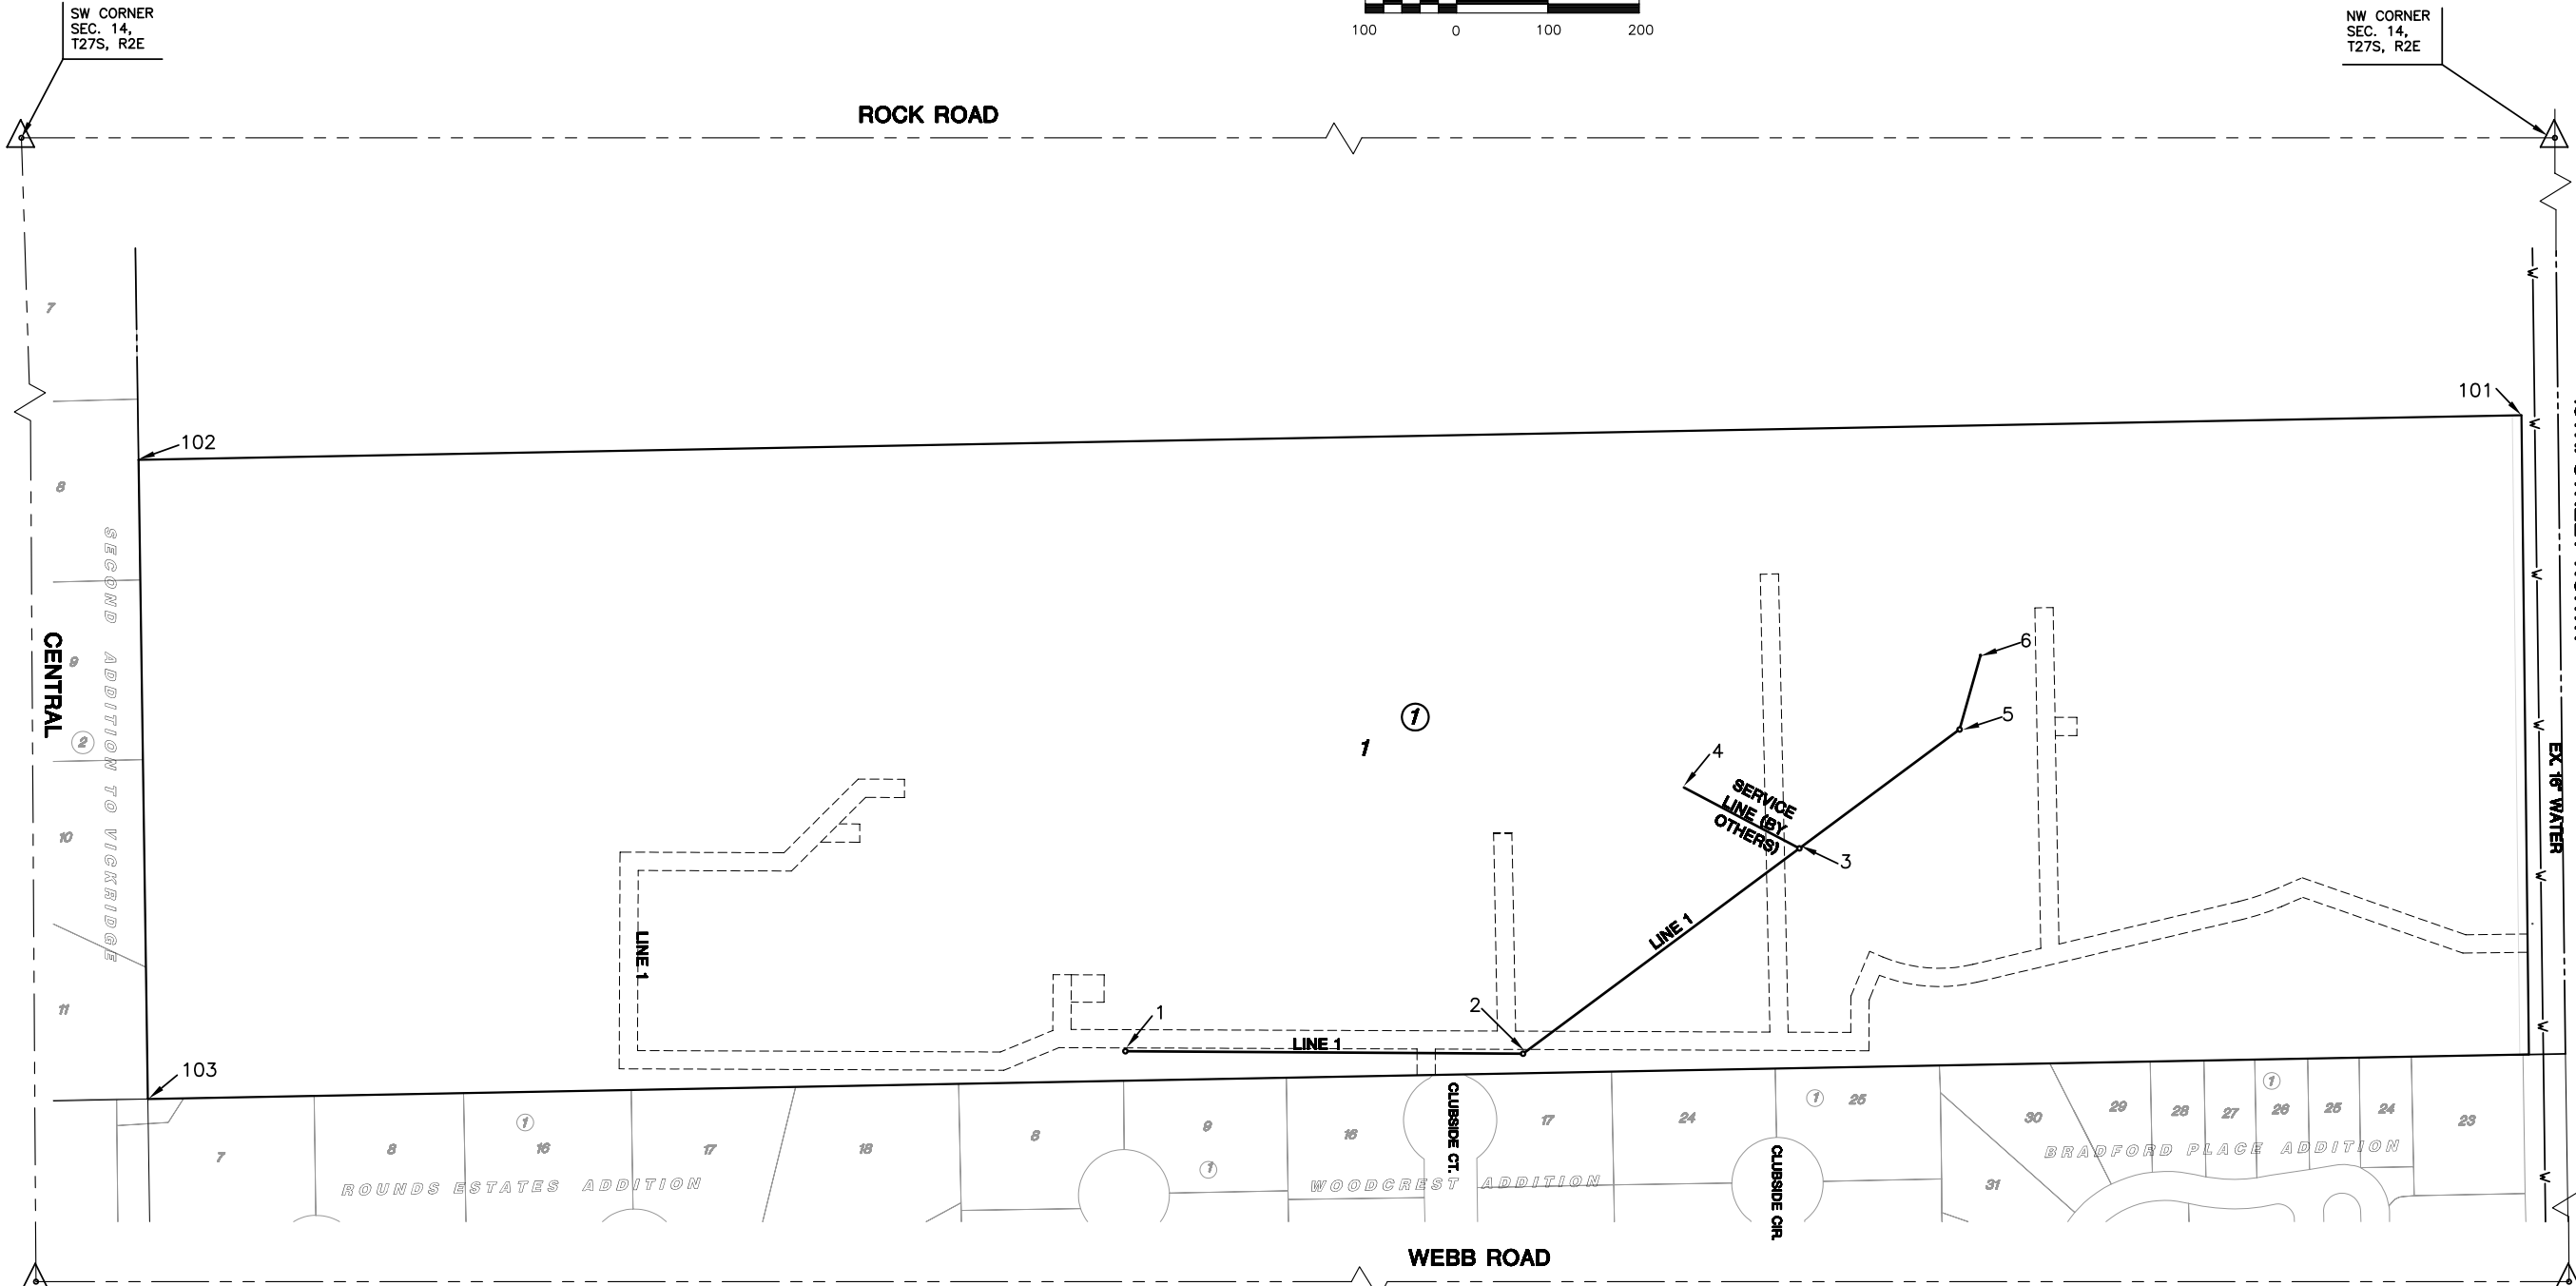 SW CORNER
SEC. 14,
T27S, R2E
100 0 100 200
NW CORNER
SEC. 14,
T27S, R2E
ROCK ROAD
7
101
102
8
SECOND ADDITION TO VICKRIDGE
CENTRAL
9
2
10
11
103
6
5
1
1
4
SERVICE
LINE (BY
OTHERS)
3
LINE 1
LINE 1
2
1
LINE 1
EX. 16" WATER
W
W
W
W
W
W
W
7
8
1
16
17
18
8
9
1
16
CLUBSIDE CT.
17
24
CLUBSIDE CIR.
1
25
30
29
28
27
1
26
25
24
23
31
ROUNDS ESTATES ADDITION
WOODCREST ADDITION
BRADFORD PLACE ADDITION
WEBB ROAD